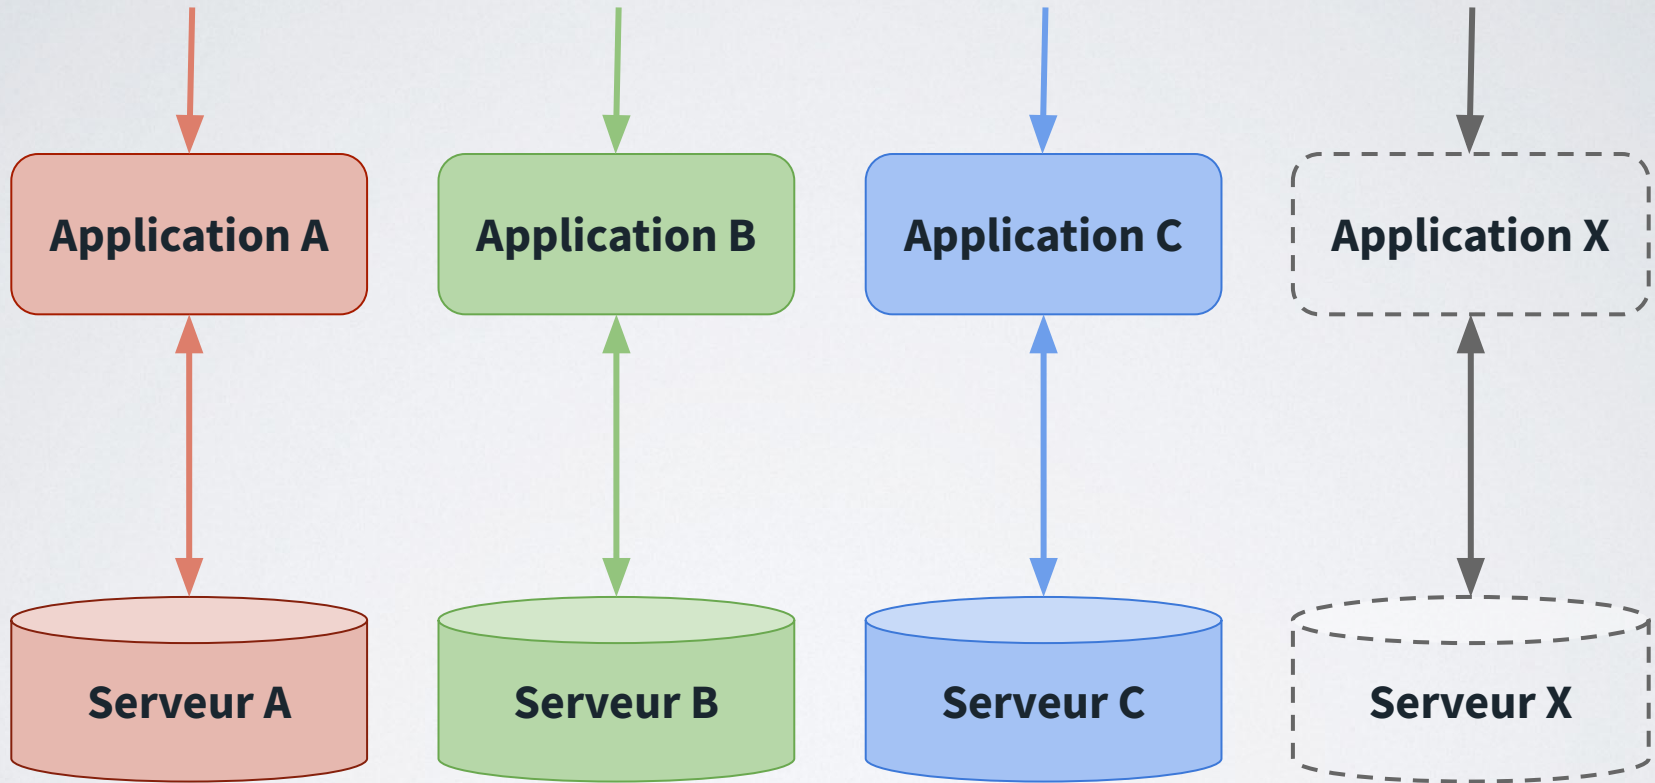 Application A
Application B
Application C
Application X
Serveur A
Serveur B
Serveur C
Serveur X